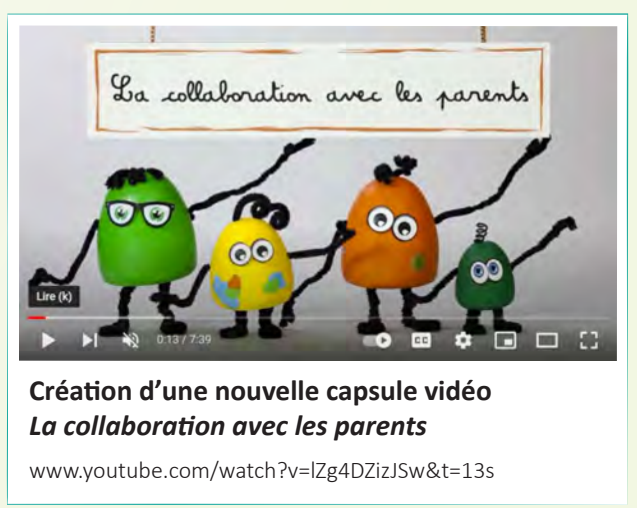 La collaboration avec les parents
Lire (k)
0:13 / 7:39
CC
Création d'une nouvelle capsule vidéo
La collaboration avec les parents
www.youtube.com/watch?v=lZg4DZizJSw&t=13s